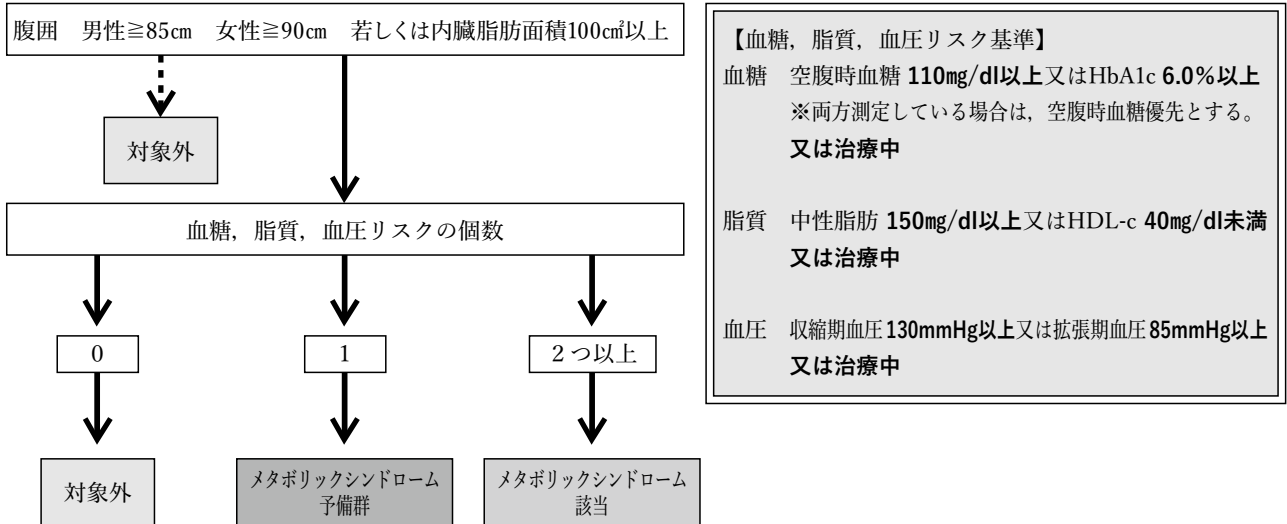 腹囲　男性≧85㎝　女性≧90㎝　若しくは内臓脂肪面積100㎠以上
対象外
血糖，脂質，血圧リスクの個数
0
1
2つ以上
対象外
メタボリックシンドローム
予備群
メタボリックシンドローム
該当
【血糖，脂質，血圧リスク基準】
血糖　空腹時血糖 110㎎/dl以上又はHbA1c 6.0％以上
※両方測定している場合は，空腹時血糖優先とする。
又は治療中
脂質　中性脂肪 150㎎/dl以上又はHDL-c 40㎎/dl未満
又は治療中
血圧　収縮期血圧130mmHg以上又は拡張期血圧85mmHg以上
又は治療中